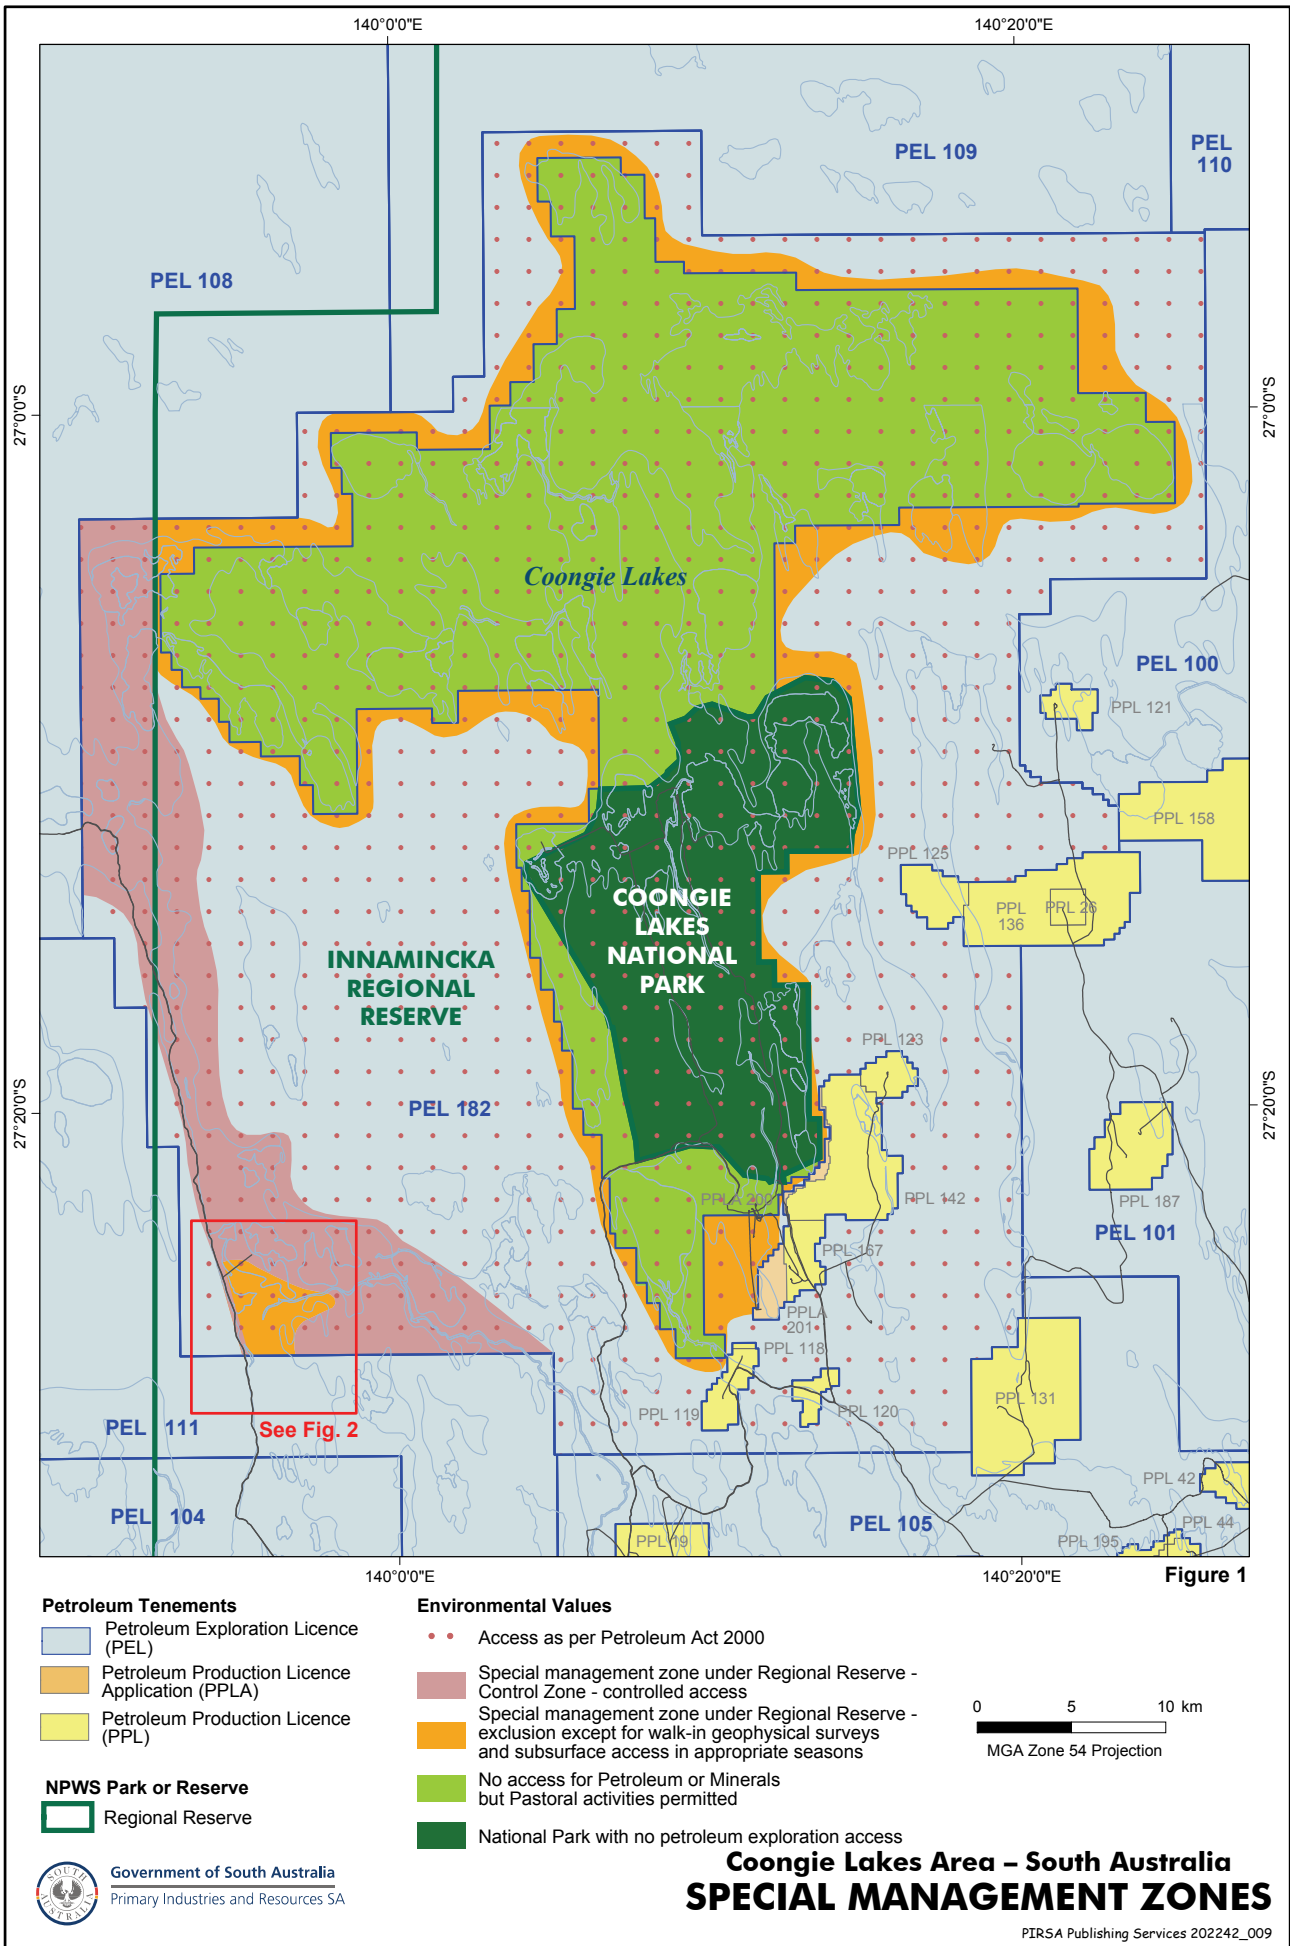 140°0'0"E
140°20'0"E
PEL 109
PEL
110
PEL 108
27°0'0"S
27°0'0"S
Coongie Lakes
PEL 100
PPL 121
PPL 158
PPL 125
PPL
136
PRL 26
COONGIE
LAKES
NATIONAL
PARK
INNAMINCKA
REGIONAL
RESERVE
PPL 123
27°20'0"S
27°20'0"S
PEL 182
PPLA 200
PPL 142
PPL 187
PEL 101
PPL 167
PPLA
201
PPL 118
PPL 119
PPL 120
PPL 131
PEL 111
See Fig. 2
PPL 42
PEL 104
PEL 105
PPL 44
PPL 19
PPL 195
140°0'0"E
140°20'0"E
Figure 1
Petroleum Tenements
Petroleum Exploration Licence
(PEL)
Petroleum Production Licence
Application (PPLA)
Petroleum Production Licence
(PPL)
NPWS Park or Reserve
Regional Reserve
Environmental Values
Access as per Petroleum Act 2000
Special management zone under Regional Reserve -
Control Zone - controlled access
Special management zone under Regional Reserve -
exclusion except for walk-in geophysical surveys
and subsurface access in appropriate seasons
No access for Petroleum or Minerals
but Pastoral activities permitted
National Park with no petroleum exploration access
0 5 10 km
MGA Zone 54 Projection
SOUTH AUSTRALIA
Government of South Australia
Primary Industries and Resources SA
Coongie Lakes Area – South Australia
SPECIAL MANAGEMENT ZONES
PIRSA Publishing Services 202242_009